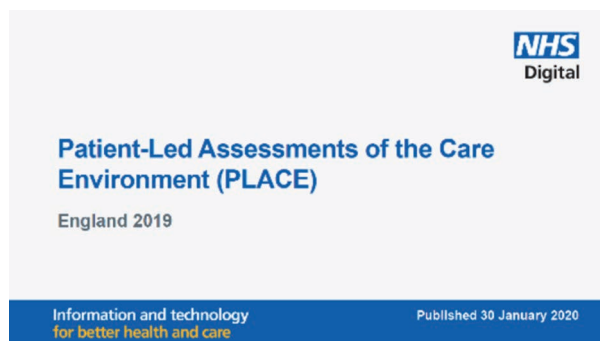 NHS
Digital
Patient-Led Assessments of the Care
Environment (PLACE)
England 2019
Information and technology
for better health and care
Published 30 January 2020